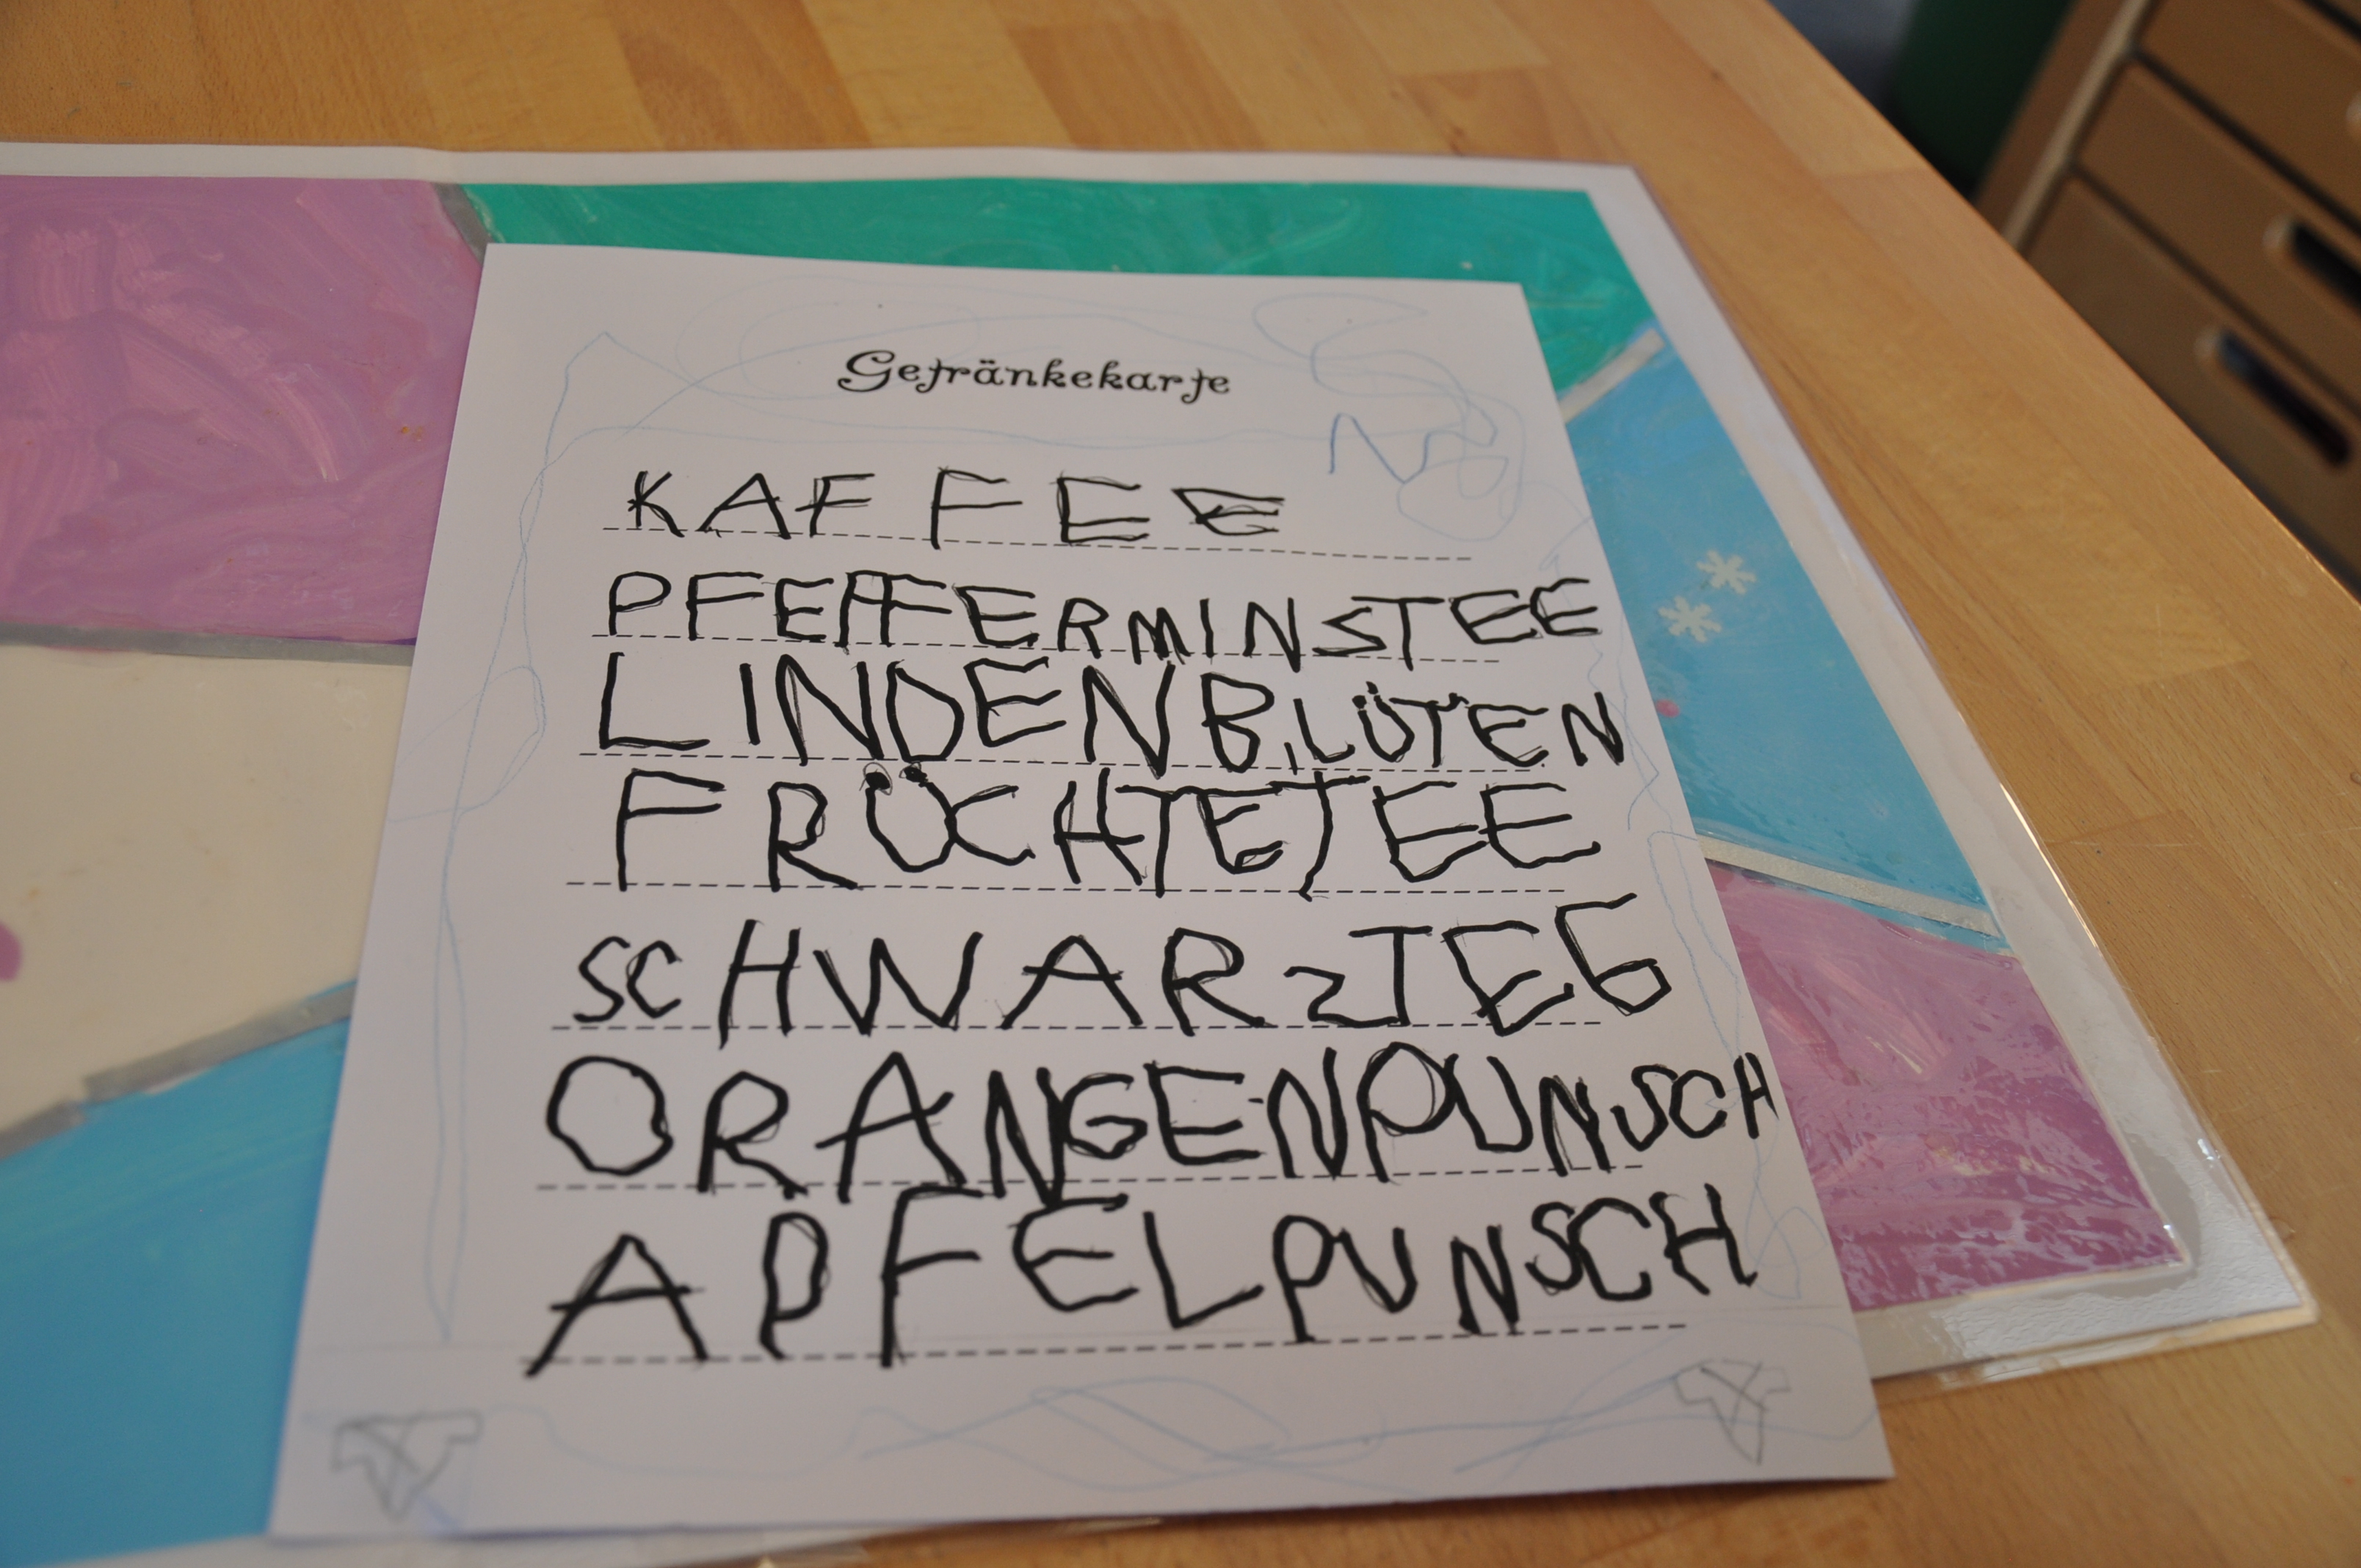 Getränkekarte
KAFFEE
PFEFFERMINSTEE
LINDENBLÜTEN
FRÜCHTETEE
SCHWARZTEE
ORANGENPUNSCH
APFELPUNSCH